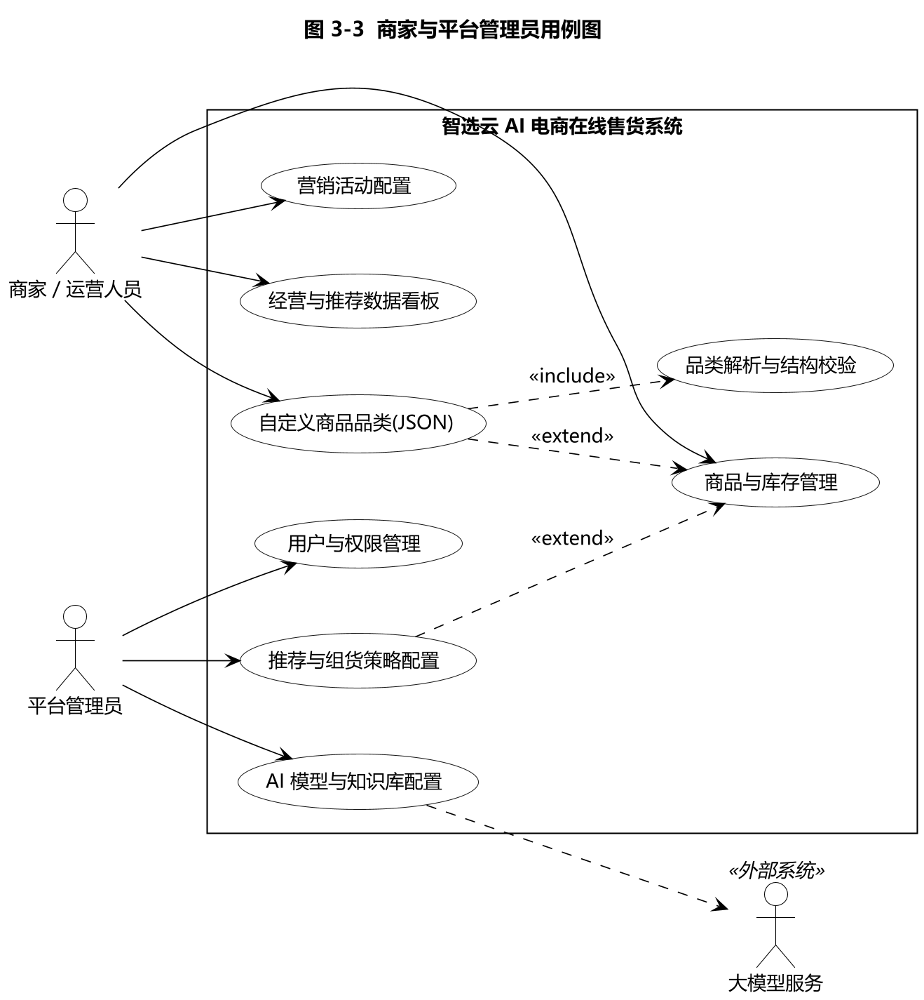 图 3-3 商家与平台管理员用例图
智选云 AI 电商在线售货系统
营销活动配置
商家 / 运营人员
经营与推荐数据看板
品类解析与结构校验
«include»
自定义商品品类(JSON)
«extend»
商品与库存管理
«extend»
用户与权限管理
推荐与组货策略配置
平台管理员
AI 模型与知识库配置
«外部系统»
大模型服务